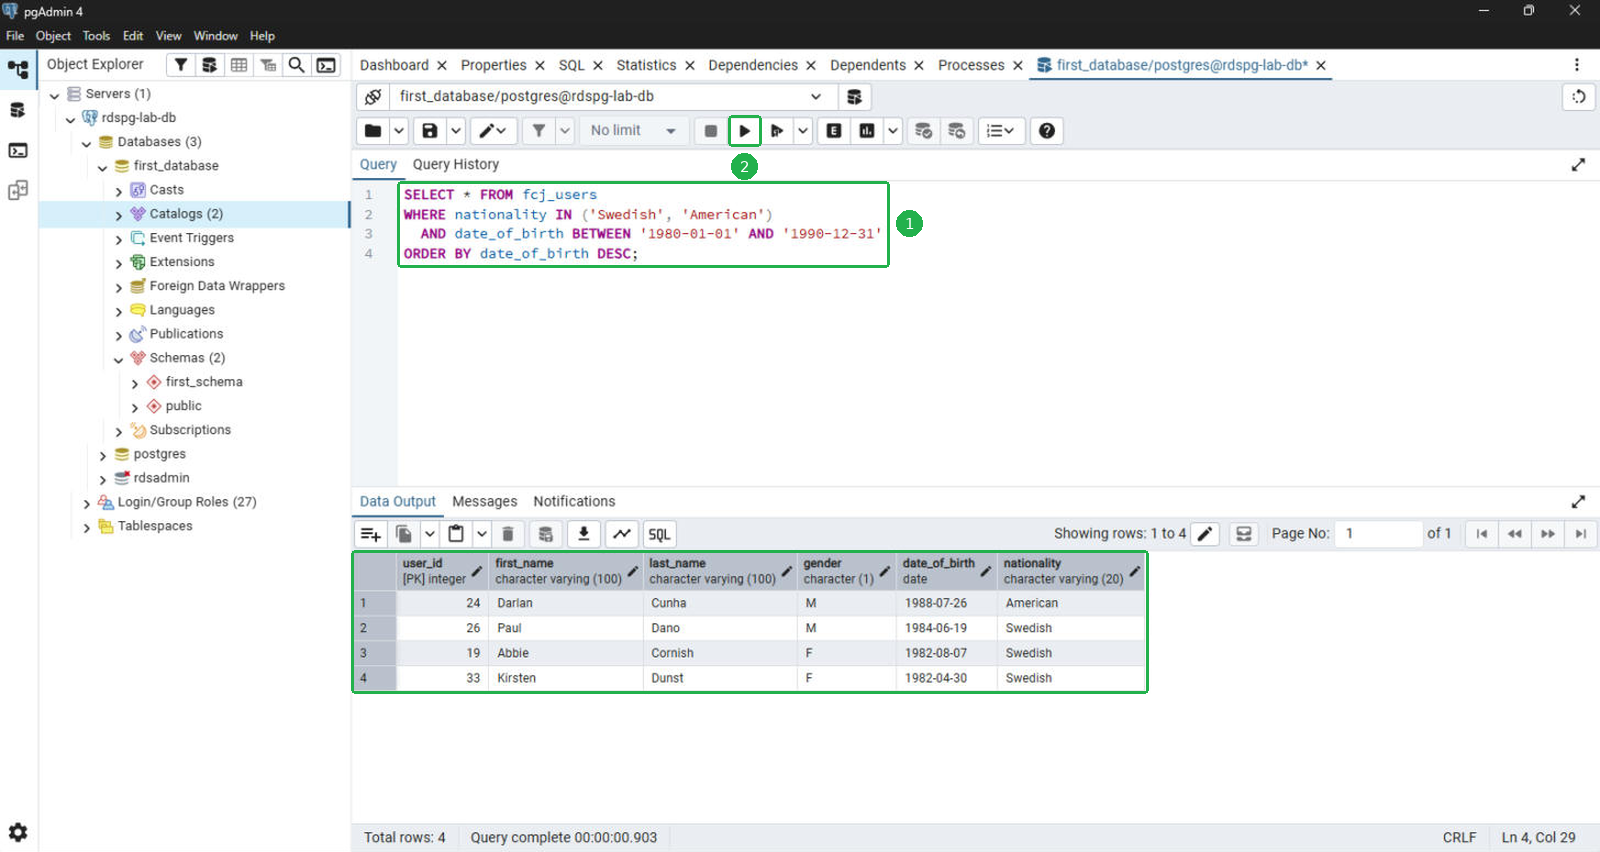 pgAdmin 4
File Object Tools Edit View Window Help
Object Explorer
Dashboard Properties SQL Statistics Dependencies Dependents Processes first_database/postgres@rdspg-lab-db*
Servers (1)
rdspg-lab-db
Databases (3)
first_database
Casts
Catalogs (2)
Event Triggers
Extensions
Foreign Data Wrappers
Languages
Publications
Schemas (2)
first_schema
public
Subscriptions
postgres
rdsadmin
Login/Group Roles (27)
Tablespaces
first_database/postgres@rdspg-lab-db
No limit
E
Query Query History
2
1 SELECT * FROM fcj_users
2 WHERE nationality IN ('Swedish', 'American')
3 AND date_of_birth BETWEEN '1980-01-01' AND '1990-12-31'
4 ORDER BY date_of_birth DESC;
1
Data Output Messages Notifications
SQL
Showing rows: 1 to 4 Page No: 1 of 1
user_id first_name last_name gender date_of_birth nationality
[PK] integer character varying (100) character varying (100) character (1) date character varying (20)
1 24 Darlan Cunha M 1988-07-26 American
2 26 Paul Dano M 1984-06-19 Swedish
3 19 Abbie Cornish F 1982-08-07 Swedish
4 33 Kirsten Dunst F 1982-04-30 Swedish
Total rows: 4 Query complete 00:00:00.903 CRLF Ln 4, Col 29